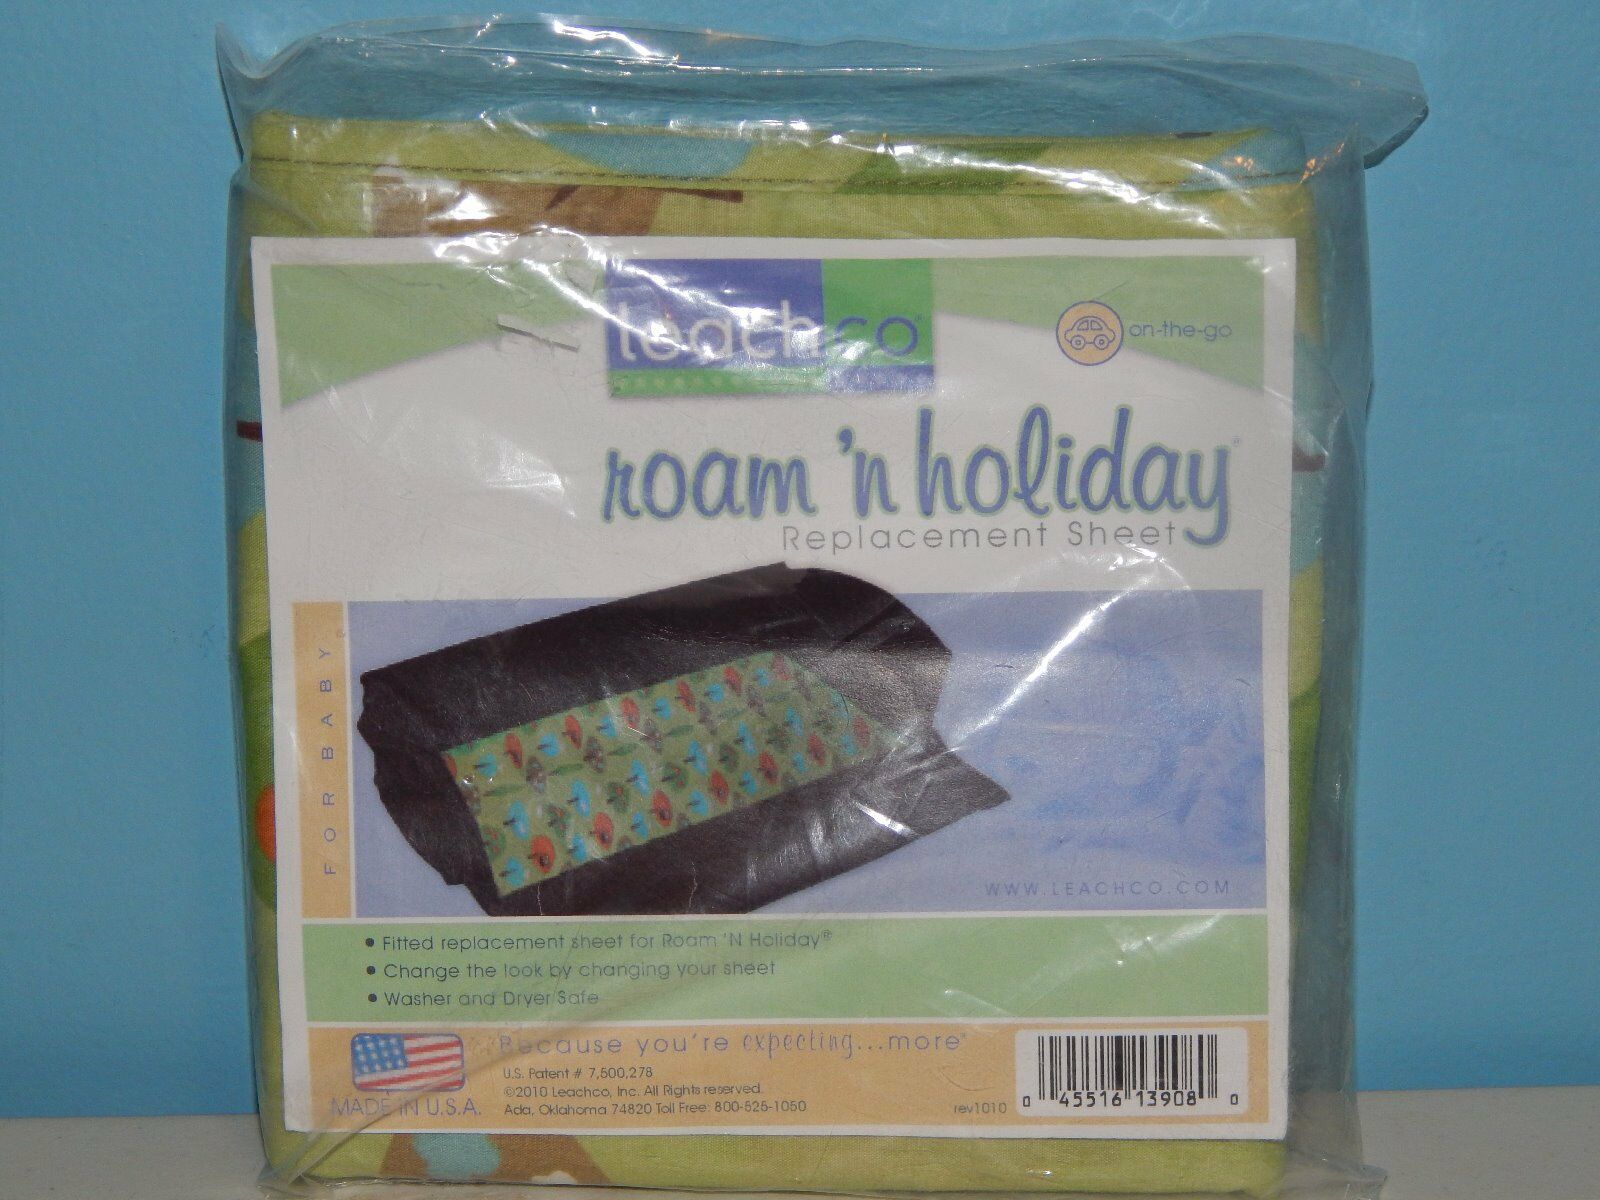 leachco®
on-the-go
roam 'n holiday®
Replacement Sheet
FOR BABY®
WWW.LEACHCO.COM
• Fitted replacement sheet for Roam 'N Holiday®
• Change the look by changing your sheet
• Washer and Dryer Safe
Because you're expecting...more®
U.S. Patent # 7,500,278
©2010 Leachco, Inc. All Rights reserved.
Ada, Oklahoma 74820 Toll Free: 800-525-1050
MADE IN U.S.A.
rev1010
0 45516 13908 0